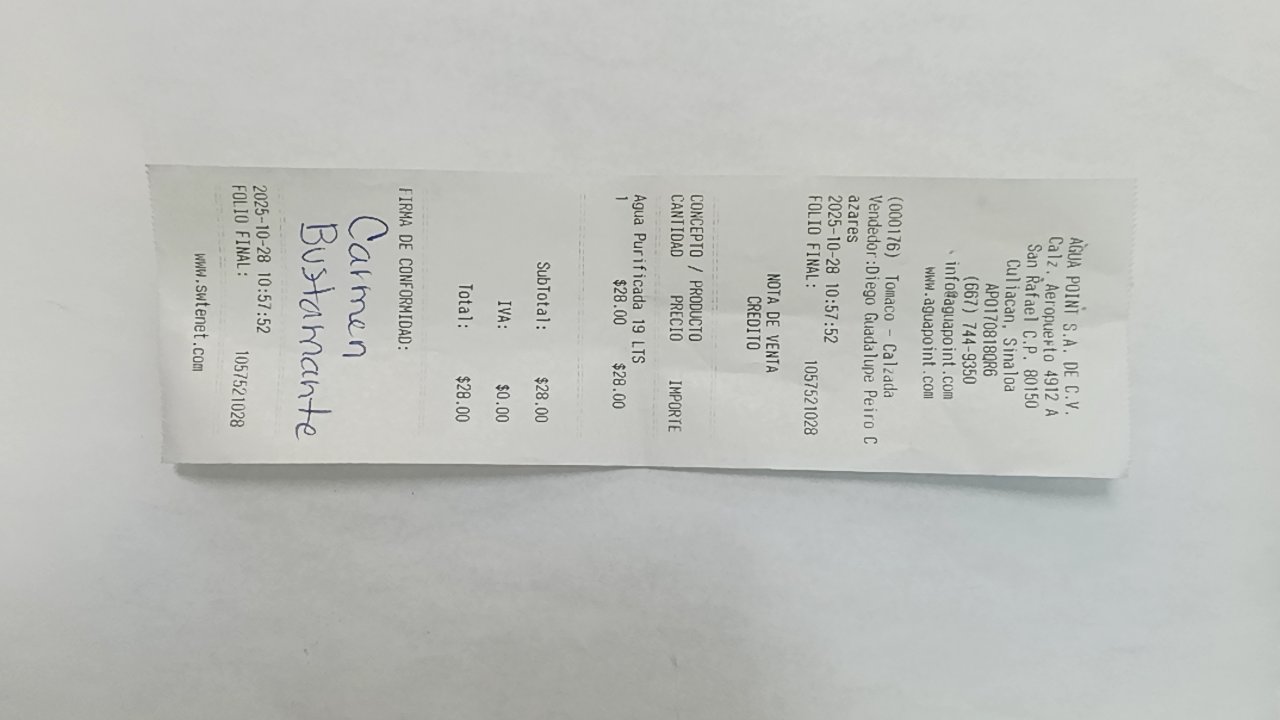 AGUA POINT S.A. DE C.V.
Calz. Aeropuerto 4912 A
San Rafael C.P. 80150
Culiacan, Sinaloa
APO170818QR6
(667) 744-9350
info@aguapoint.com
www.aguapoint.com
(000176) Tomaco - Calzada
Vendedor:Diego Guadalupe Peiro C
azares
2025-10-28 10:57:52
FOLIO FINAL: 1057521028
NOTA DE VENTA
CREDITO
CONCEPTO / PRODUCTO
CANTIDAD PRECIO IMPORTE
Agua Purificada 19 LTS
1 $28.00 $28.00
SubTotal: $28.00
IVA: $0.00
Total: $28.00
FIRMA DE CONFORMIDAD:
Carmen
Bustamante
2025-10-28 10:57:52
FOLIO FINAL: 1057521028
www.swtenet.com